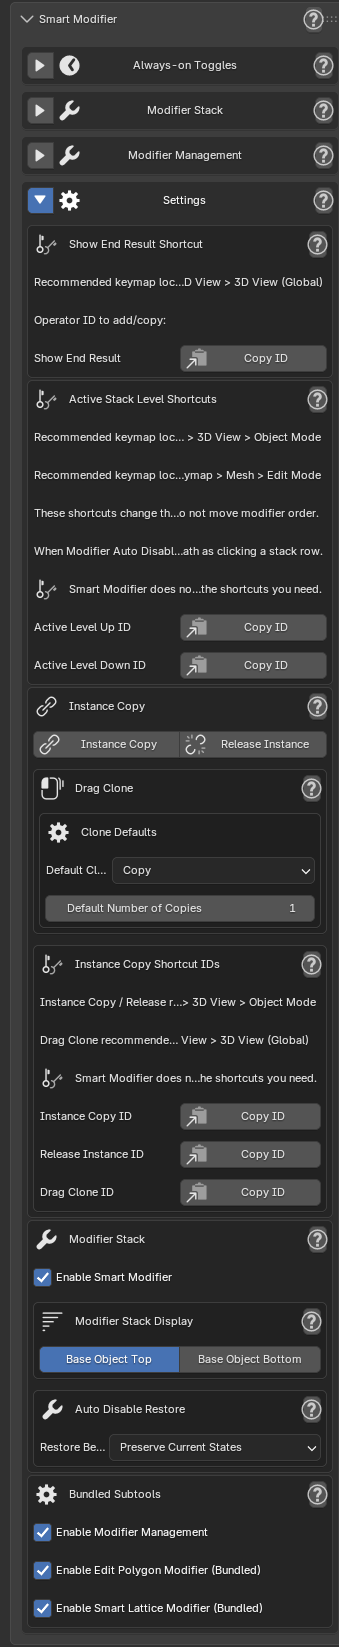 Smart Modifier
Always-on Toggles
Modifier Stack
Modifier Management
Settings
Show End Result Shortcut
Recommended keymap loc...D View > 3D View (Global)
Operator ID to add/copy:
Show End Result Copy ID
Active Stack Level Shortcuts
Recommended keymap loc... > 3D View > Object Mode
Recommended keymap loc...ymap > Mesh > Edit Mode
These shortcuts change th...o not move modifier order.
When Modifier Auto Disabl...ath as clicking a stack row.
Smart Modifier does no...the shortcuts you need.
Active Level Up ID Copy ID
Active Level Down ID Copy ID
Instance Copy
Instance Copy Release Instance
Drag Clone
Clone Defaults
Default Cl... Copy
Default Number of Copies 1
Instance Copy Shortcut IDs
Instance Copy / Release r...> 3D View > Object Mode
Drag Clone recommende... View > 3D View (Global)
Smart Modifier does n...he shortcuts you need.
Instance Copy ID Copy ID
Release Instance ID Copy ID
Drag Clone ID Copy ID
Modifier Stack
Enable Smart Modifier
Modifier Stack Display
Base Object Top Base Object Bottom
Auto Disable Restore
Restore Be... Preserve Current States
Bundled Subtools
Enable Modifier Management
Enable Edit Polygon Modifier (Bundled)
Enable Smart Lattice Modifier (Bundled)